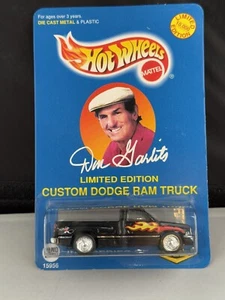 For ages over 3 years.
DIE CAST METAL & PLASTIC
LIMITED
EDITION
Hot Wheels
MATTEL
Don Garlits
LIMITED EDITION
CUSTOM DODGE RAM TRUCK
15956